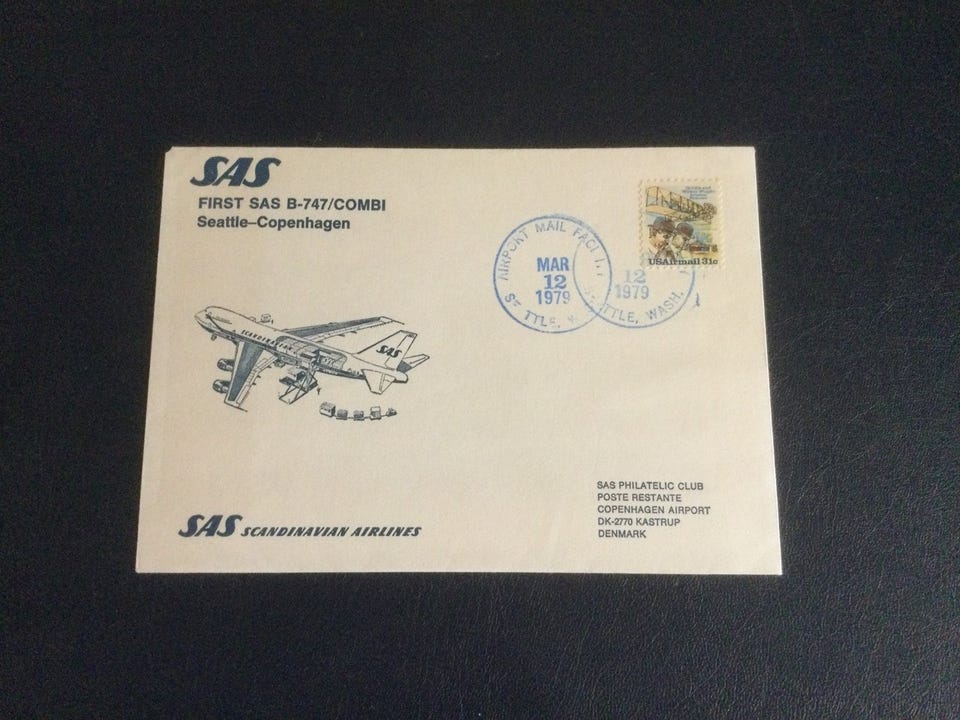 SAS
FIRST SAS B-747/COMBI
Seattle–Copenhagen
USAirmail 31c
AIRPORT MAIL
MAR
12
1979
12
1979
WASH.
SCANDINAVIAN
SAS
SAS PHILATELIC CLUB
POSTE RESTANTE
COPENHAGEN AIRPORT
DK-2770 KASTRUP
DENMARK
SAS SCANDINAVIAN AIRLINES